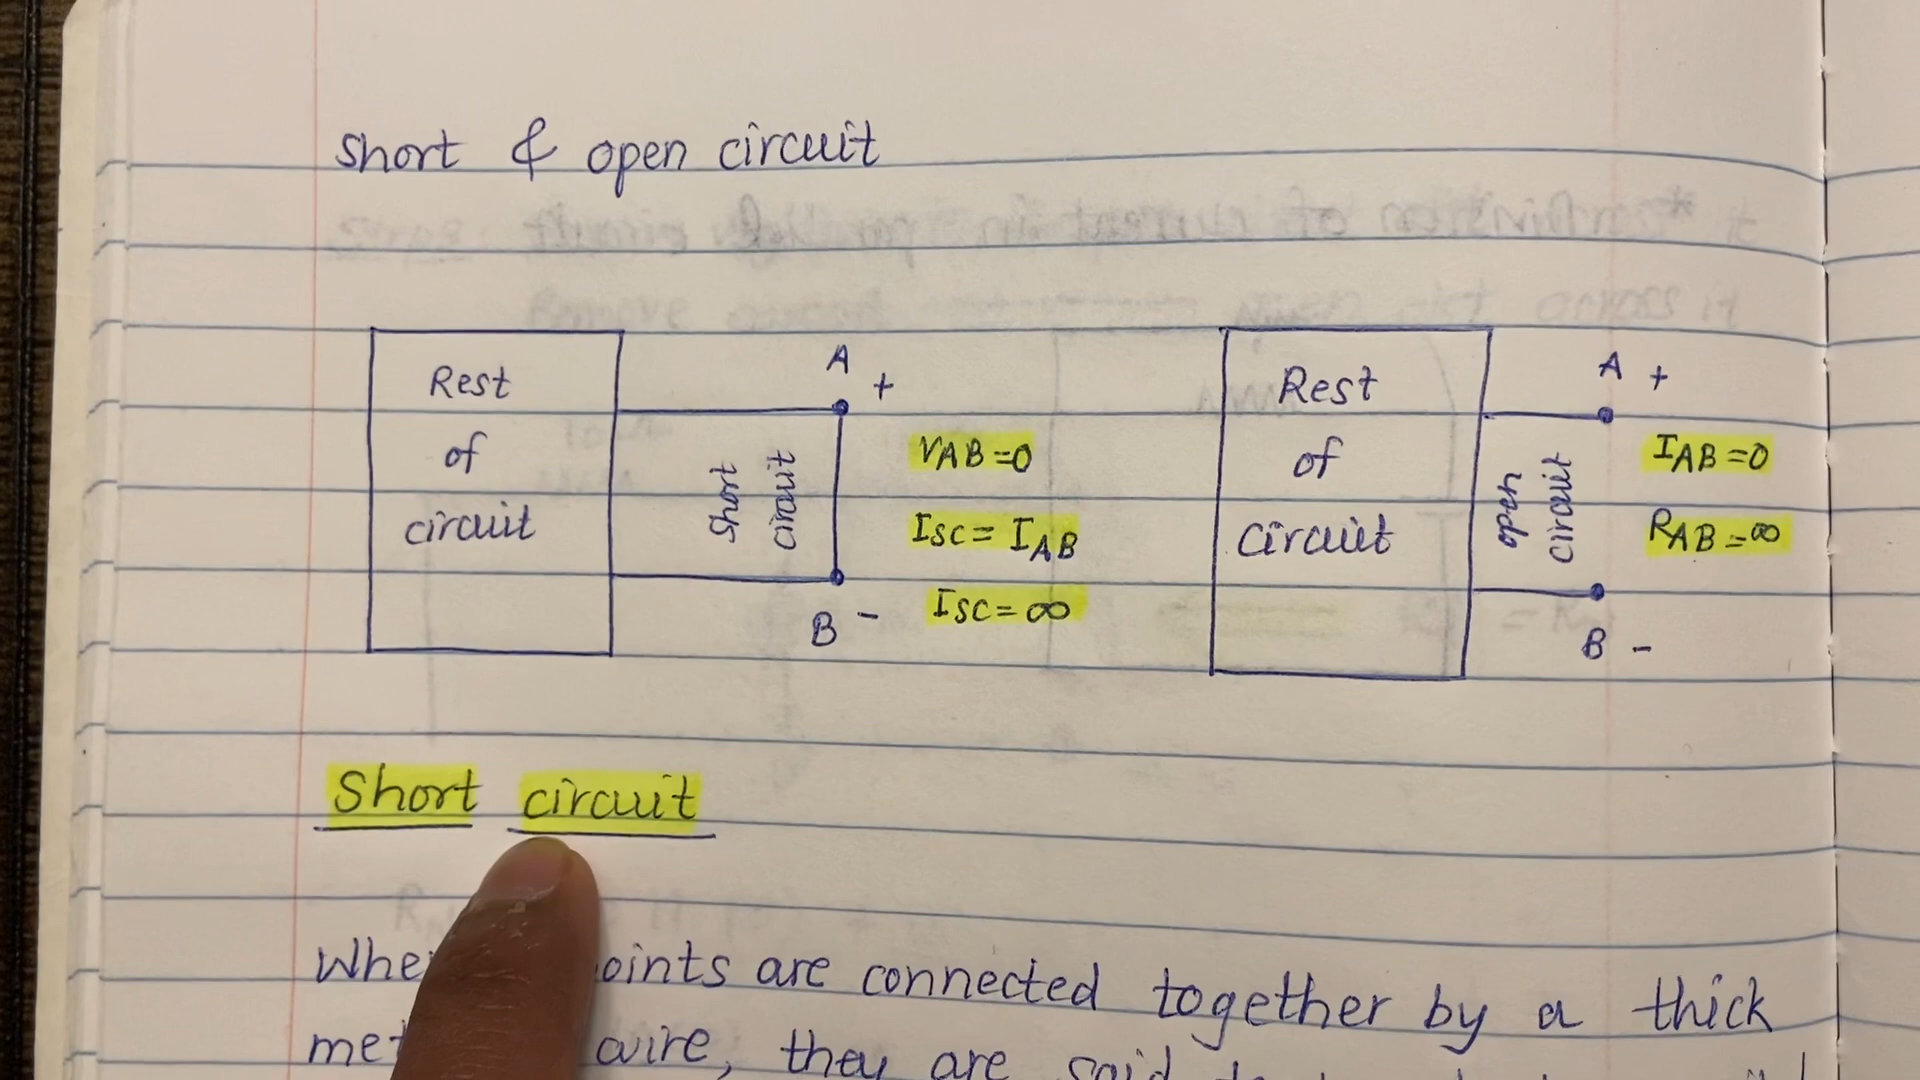 Short & open circuit
Rest
of
circuit
Short
circuit
A
+
VAB=0
ISC= IAB
ISC=∞
B -
Rest
of
Circuit
open
circuit
A +
IAB=0
RAB=∞
B -
Short circuit
are connected together by a thick
wire, they are said